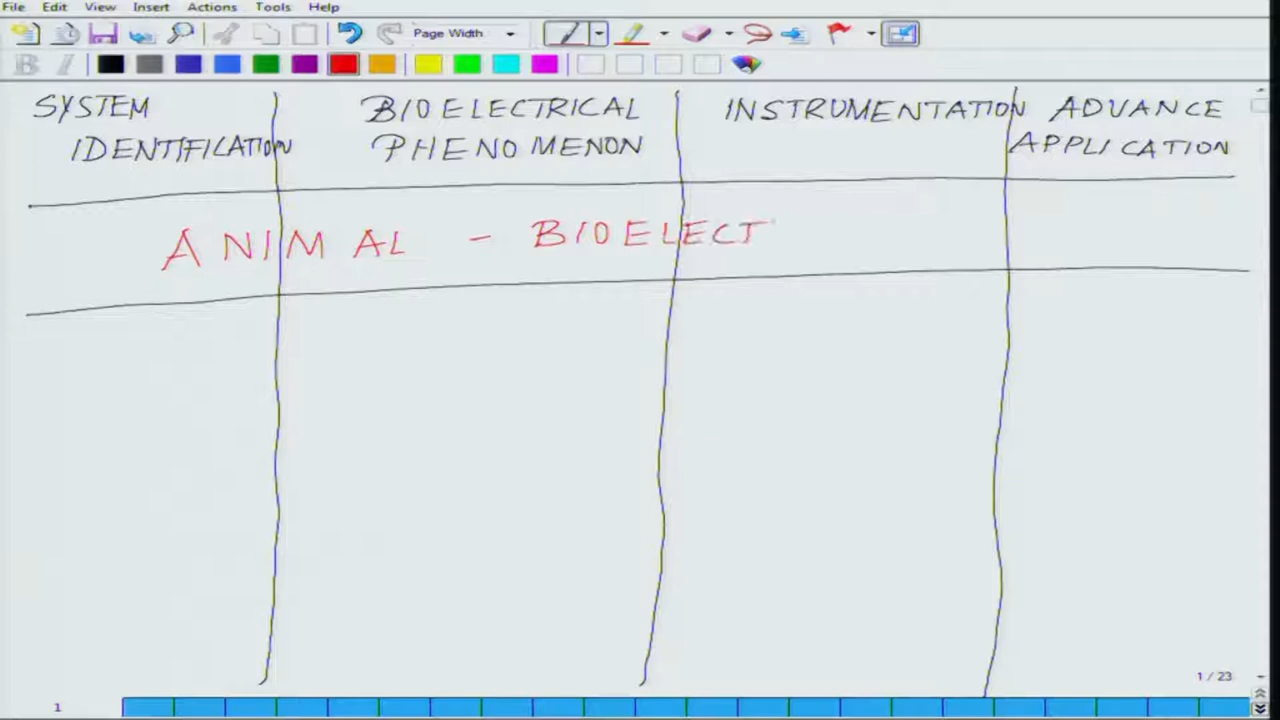 File Edit View Insert Actions Tools Help
Page Width
B I
SYSTEM IDENTIFICATION
BIOELECTRICAL PHENOMENON
INSTRUMENTATION
ADVANCE APPLICATION
ANIMAL - BIOELECT
1 / 23
1